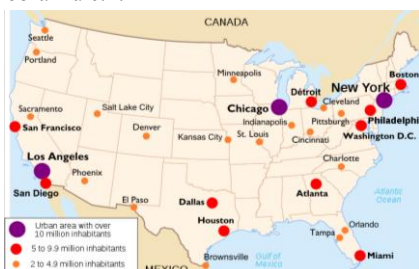 CANADA
Seattle
Portland
Minneapolis
Boston
Détroit
New York
Cleveland
Chicago
Sacramento
Salt Lake City
Indianapolis
Pittsburgh
Philadelphi
San Francisco
Denver
Kansas City
St. Louis
Cincinnati
Washington D.C.
Los Angeles
Charlotte
Phoenix
San Diego
Atlanta
Atlantic
Ocean
Dallas
El Paso
Houston
Orlando
Tampa
Urban area with over
10 million inhabitants
5 to 9.9 million inhabitants
Gulf of
Mexico
Miami
2 to 4.9 million inhabitants
MEXICO
Brownsville